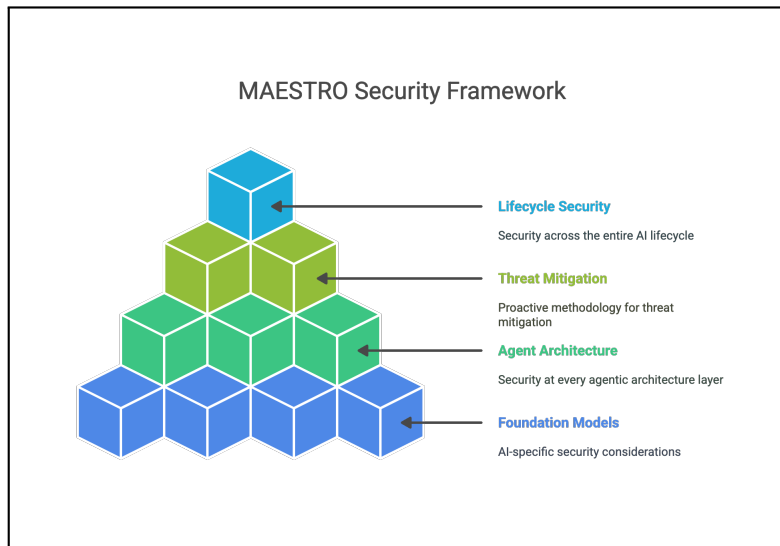 MAESTRO Security Framework
Lifecycle Security
Security across the entire AI lifecycle
Threat Mitigation
Proactive methodology for threat
mitigation
Agent Architecture
Security at every agentic architecture layer
Foundation Models
AI-specific security considerations